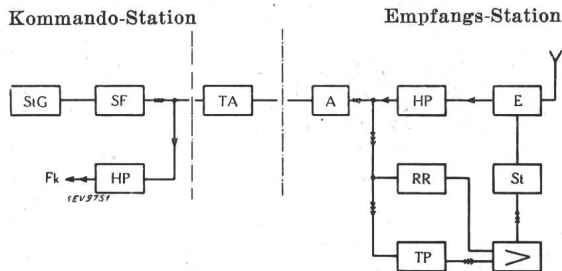 Kommando-Station Empfangs-Station
StG SF TA A HP E
Fk HP RR St
SEV9751
TP